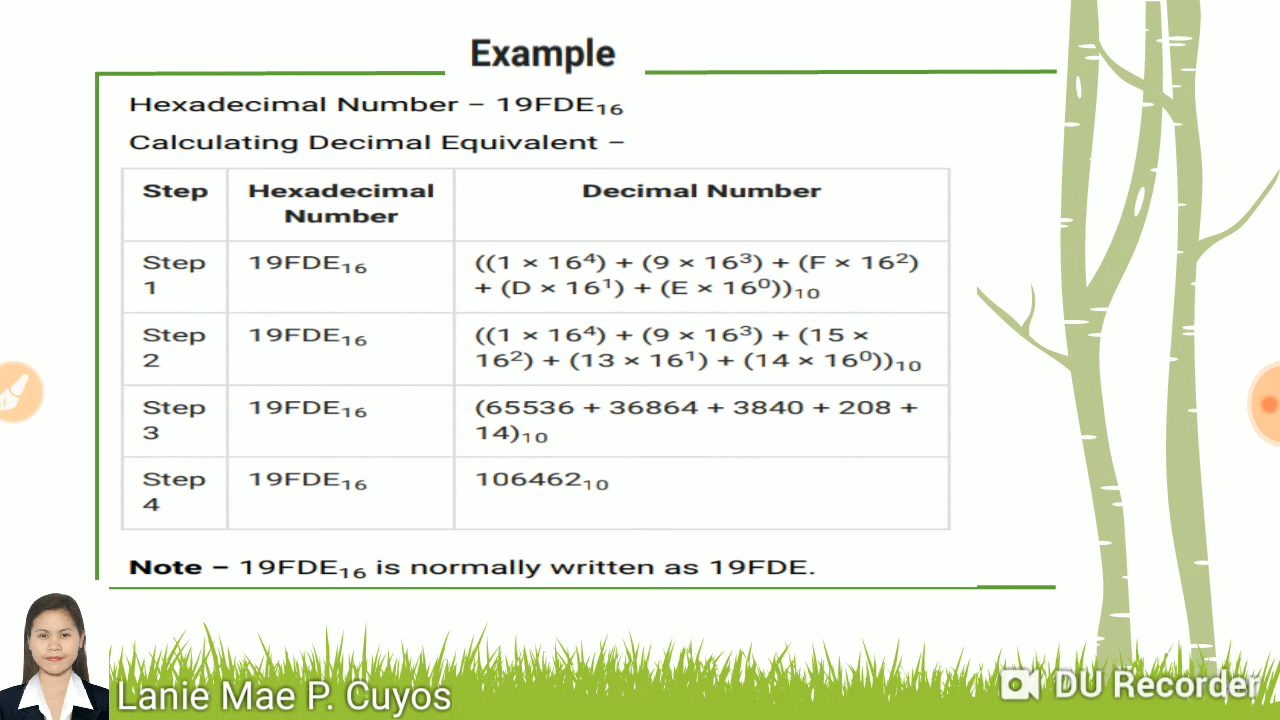 Example
Hexadecimal Number – 19FDE₁₆
Calculating Decimal Equivalent –
Step Hexadecimal Number Decimal Number
Step 1 19FDE₁₆ ((1 × 16⁴) + (9 × 16³) + (F × 16²)
+ (D × 16¹) + (E × 16⁰))₁₀
Step 2 19FDE₁₆ ((1 × 16⁴) + (9 × 16³) + (15 ×
16²) + (13 × 16¹) + (14 × 16⁰))₁₀
Step 3 19FDE₁₆ (65536 + 36864 + 3840 + 208 +
14)₁₀
Step 4 19FDE₁₆ 106462₁₀
Note – 19FDE₁₆ is normally written as 19FDE.
Lanie Mae P. Cuyos
DU Recorder